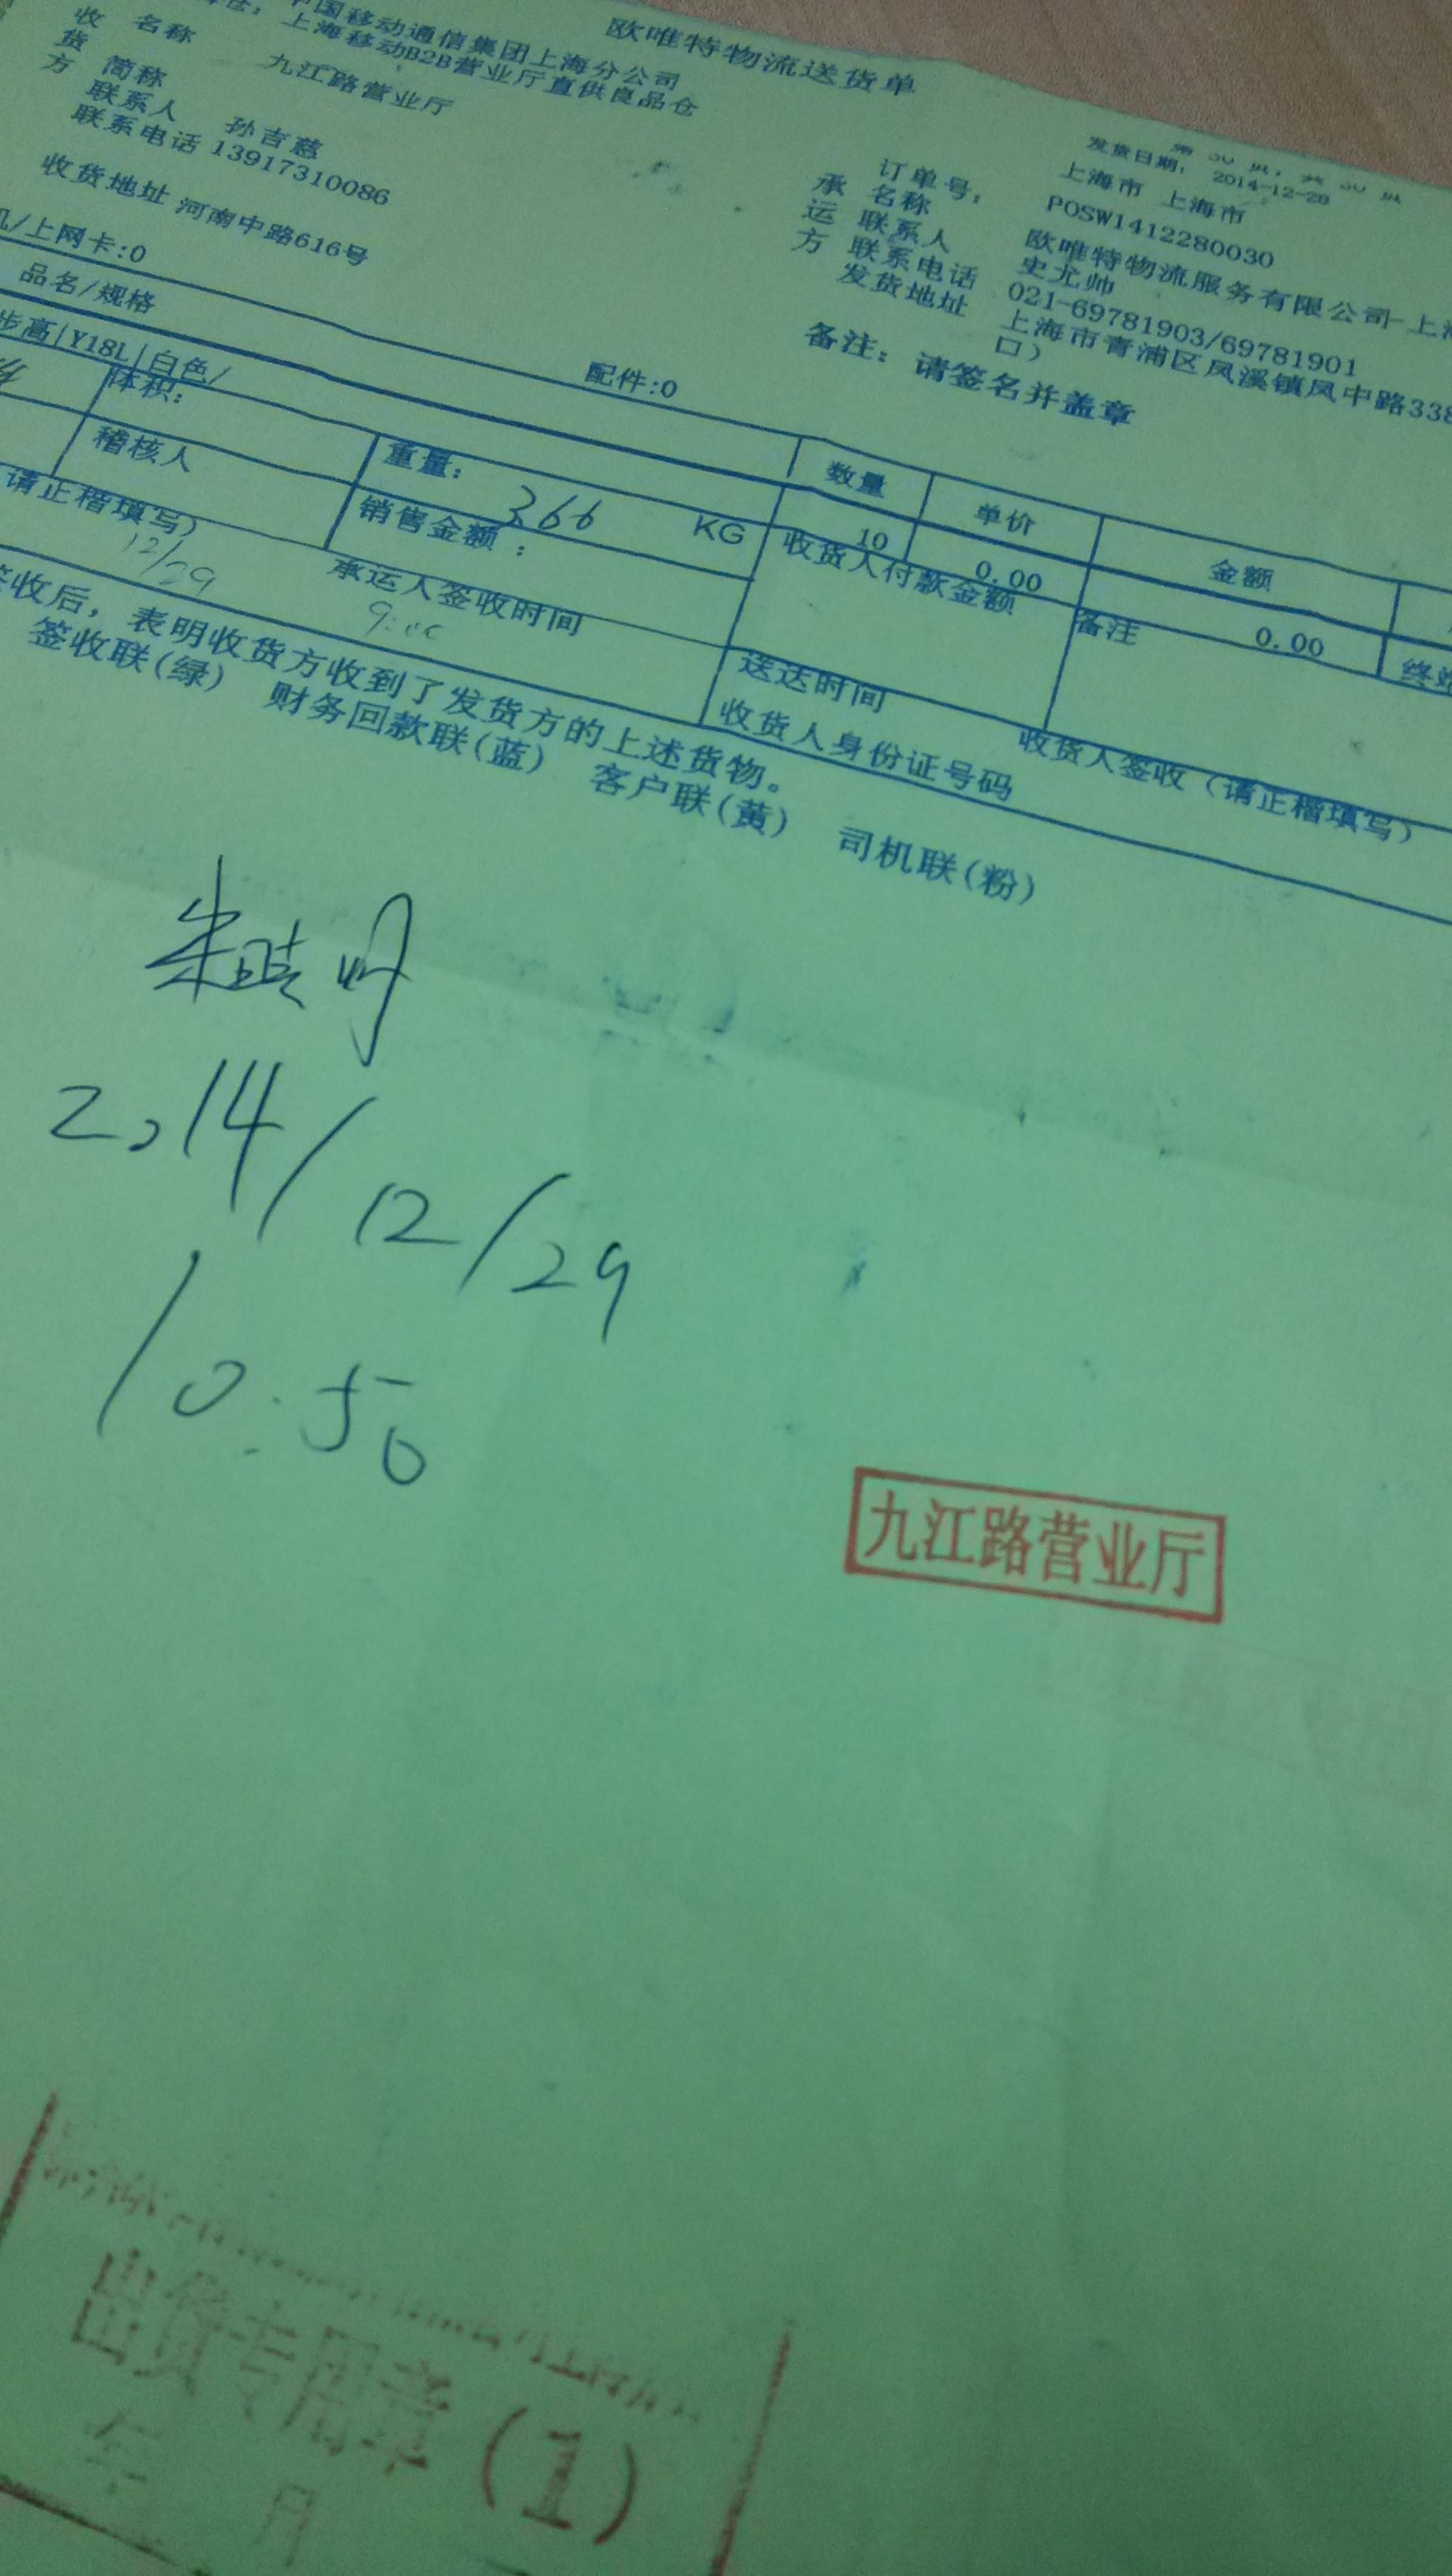 欧唯特物流送货单
中国移动通信集团上海分公司
上海移动B2B营业厅直供良品仓
收货方 名称
简称 九江路营业厅
联系人 孙吉慈
联系电话 13917310086
收货地址 河南中路616号
发货日期: 2014-12-28
上海市 上海市
订单号: POSW1412280030
承运方 名称 欧唯特物流服务有限公司-上海
联系人 史尤帅
联系电话 021-69781903/69781901
发货地址 上海市青浦区凤溪镇凤中路338
口)
备注: 请签名并盖章
机/上网卡:0 配件:0
品名/规格 数量 单价 金额
步高|Y18L|白色/ 10 0.00 0.00
体积: 重量: 366 KG 收货人付款金额 备注
稽核人 销售金额:
请正楷填写) 承运人签收时间 送达时间 收货人签收(请正楷填写)
12/29 9:00 收货人身份证号码
签收后,表明收货方收到了发货方的上述货物。
签收联(绿) 财务回款联(蓝) 客户联(黄) 司机联(粉)
2014/12/29
10:50
九江路营业厅
出货专用章(1)
年 月